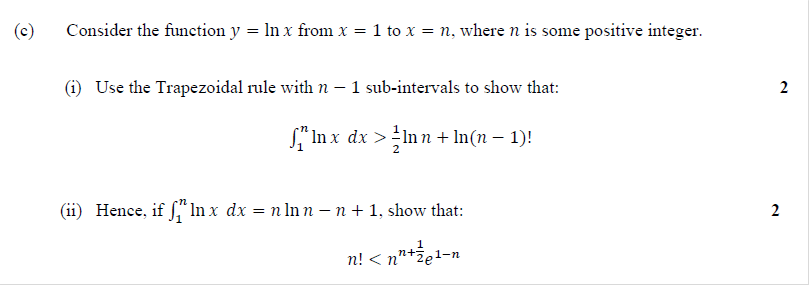 (c) Consider the function y = ln x from x = 1 to x = n, where n is some positive integer.
(i) Use the Trapezoidal rule with n − 1 sub-intervals to show that: 2
∫₁ⁿ ln x dx > ½ ln n + ln(n − 1)!
(ii) Hence, if ∫₁ⁿ ln x dx = n ln n − n + 1, show that: 2
n! < n^{n+½}e^{1−n}